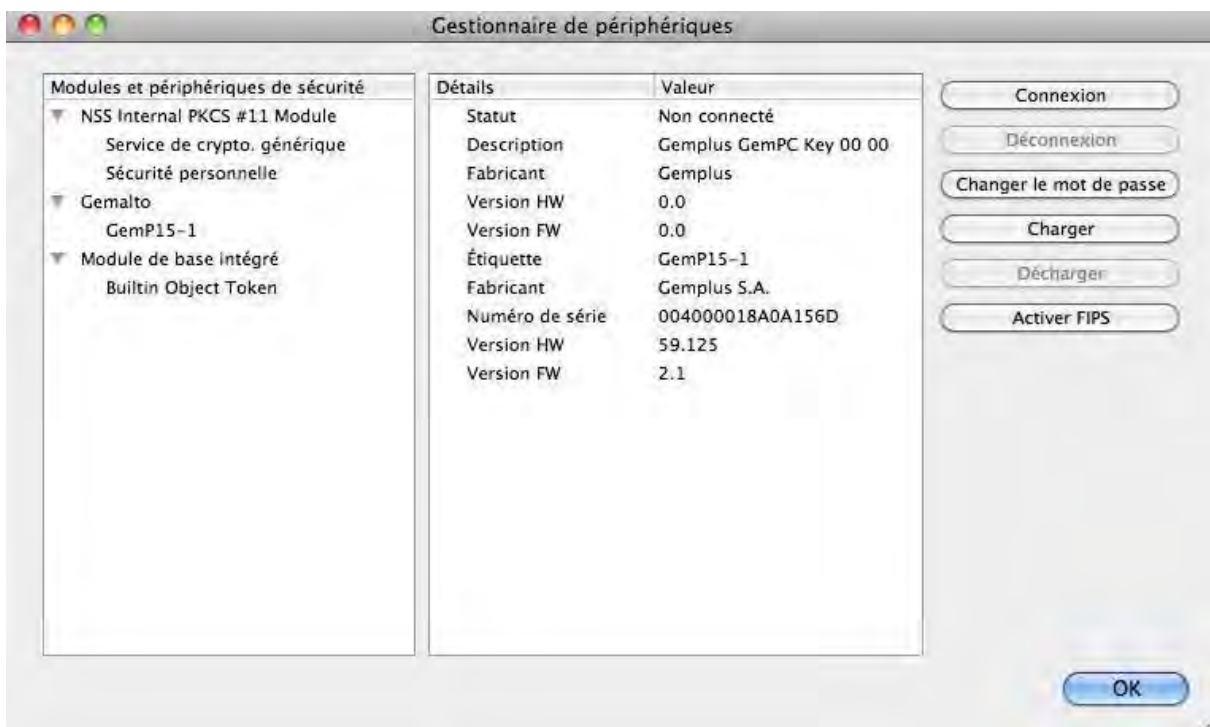 Gestionnaire de périphériques
Modules et périphériques de sécurité
NSS Internal PKCS #11 Module
Service de crypto. générique
Sécurité personnelle
Gemalto
GemP15-1
Module de base intégré
Builtin Object Token
Détails Valeur
Statut Non connecté
Description Gemplus GemPC Key 00 00
Fabricant Gemplus
Version HW 0.0
Version FW 0.0
Étiquette GemP15-1
Fabricant Gemplus S.A.
Numéro de série 004000018A0A156D
Version HW 59.125
Version FW 2.1
Connexion
Déconnexion
Changer le mot de passe
Charger
Décharger
Activer FIPS
OK